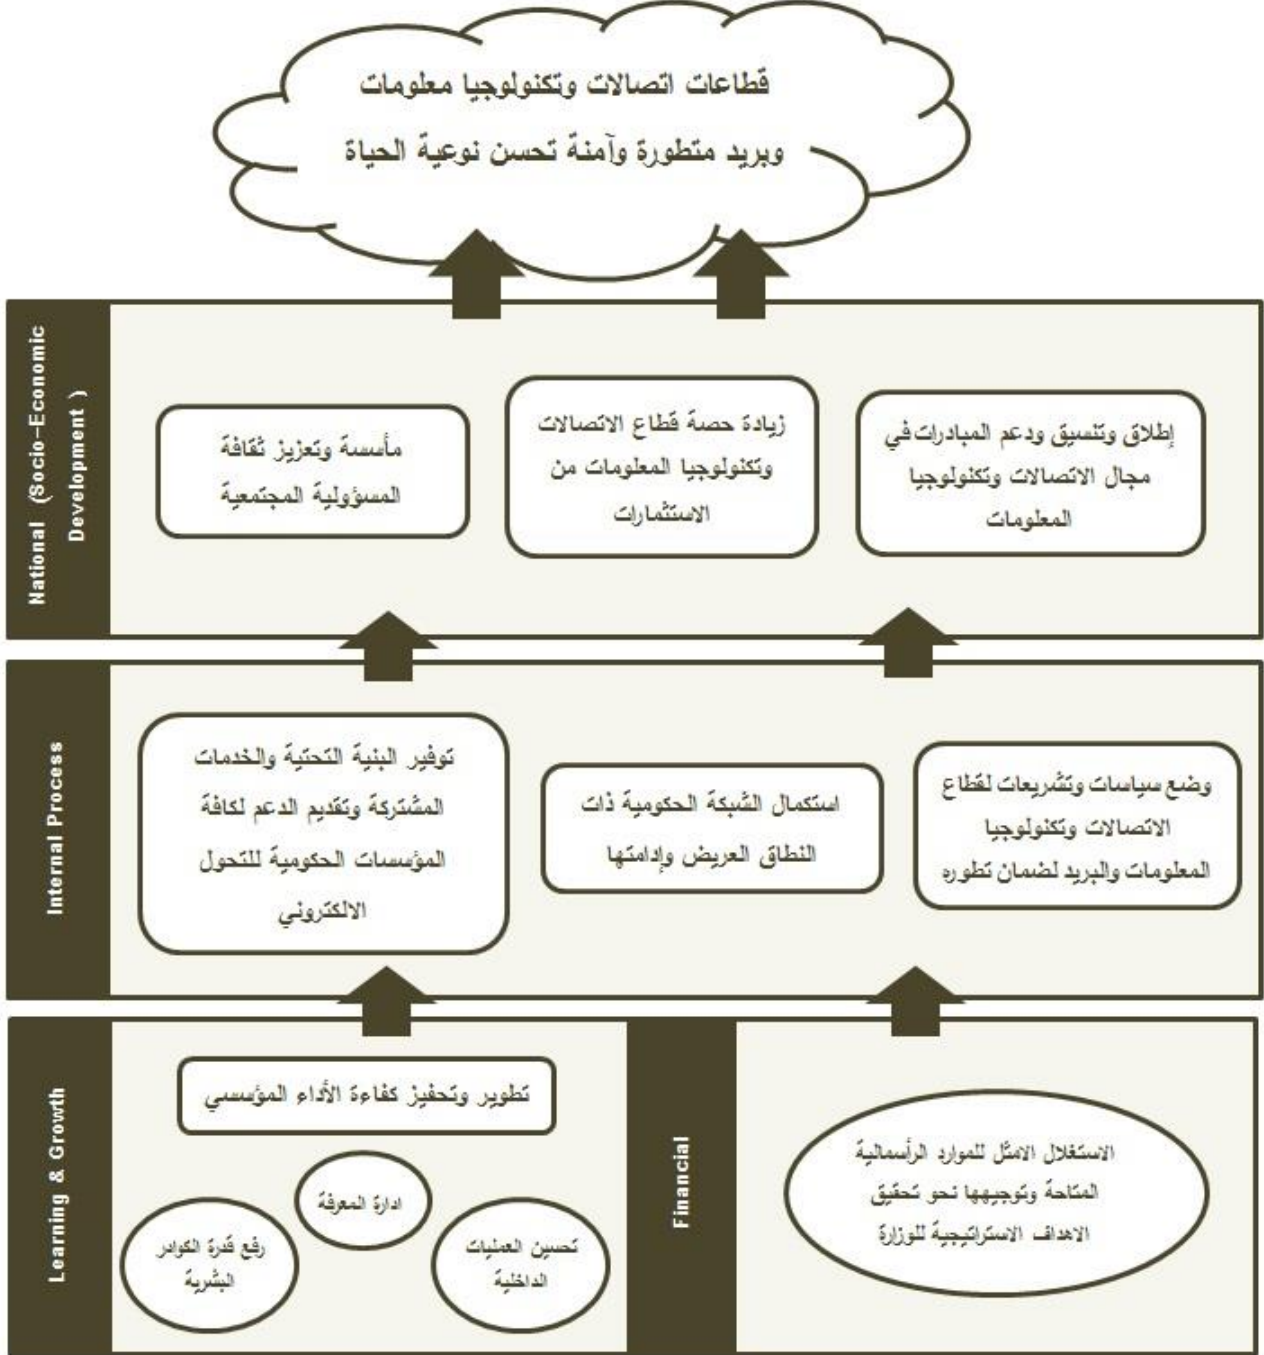 قطاعات اتصالات وتكنولوجيا معلومات
وبريد متطورة وآمنة تحسن نوعية الحياة
National (Socio-Economic
Development )
إطلاق وتنسيق ودعم المبادرات في
مجال الاتصالات وتكنولوجيا
المعلومات
زيادة حصة قطاع الاتصالات
وتكنولوجيا المعلومات من
الاستثمارات
مأسسة وتعزيز ثقافة
المسؤولية المجتمعية
Internal Process
وضع سياسات وتشريعات لقطاع
الاتصالات وتكنولوجيا
المعلومات والبريد لضمان تطوره
استكمال الشبكة الحكومية ذات
النطاق العريض وإدامتها
توفير البنية التحتية والخدمات
المشتركة وتقديم الدعم لكافة
المؤسسات الحكومية للتحول
الالكتروني
Financial
الاستغلال الامثل للموارد الرأسمالية
المتاحة وتوجيهها نحو تحقيق
الاهداف الاستراتيجية للوزارة
Learning & Growth
تطوير وتحفيز كفاءة الأداء المؤسسي
ادارة المعرفة
تحسين العمليات
الداخلية
رفع قدرة الكوادر
البشرية